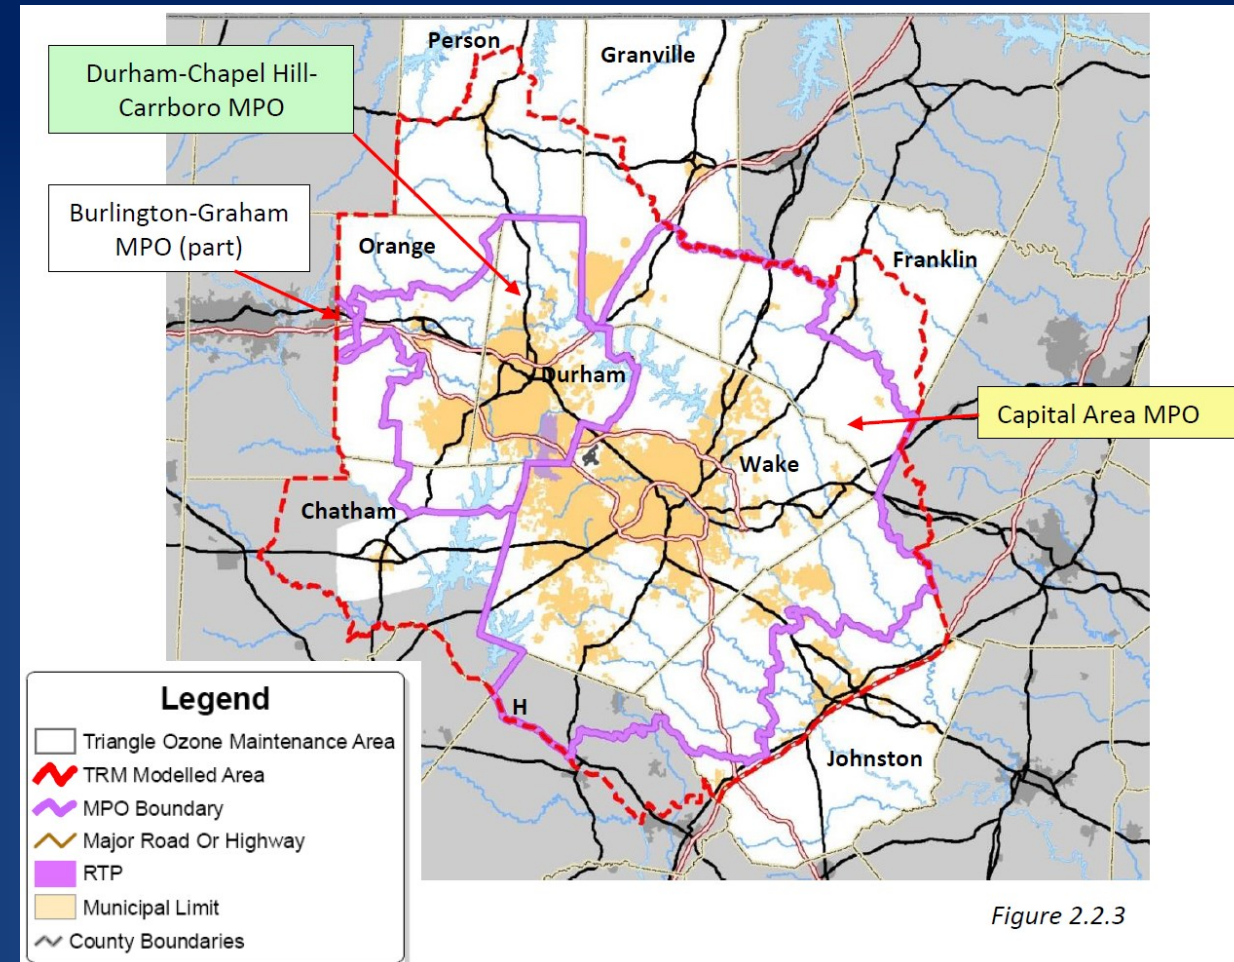 Person
Granville
Durham-Chapel Hill-
Carrboro MPO
Burlington-Graham
MPO (part)
Orange
Franklin
Durham
Capital Area MPO
Wake
Chatham
H
Johnston
Legend
Triangle Ozone Maintenance Area
TRM Modelled Area
MPO Boundary
Major Road Or Highway
RTP
Municipal Limit
County Boundaries
Figure 2.2.3